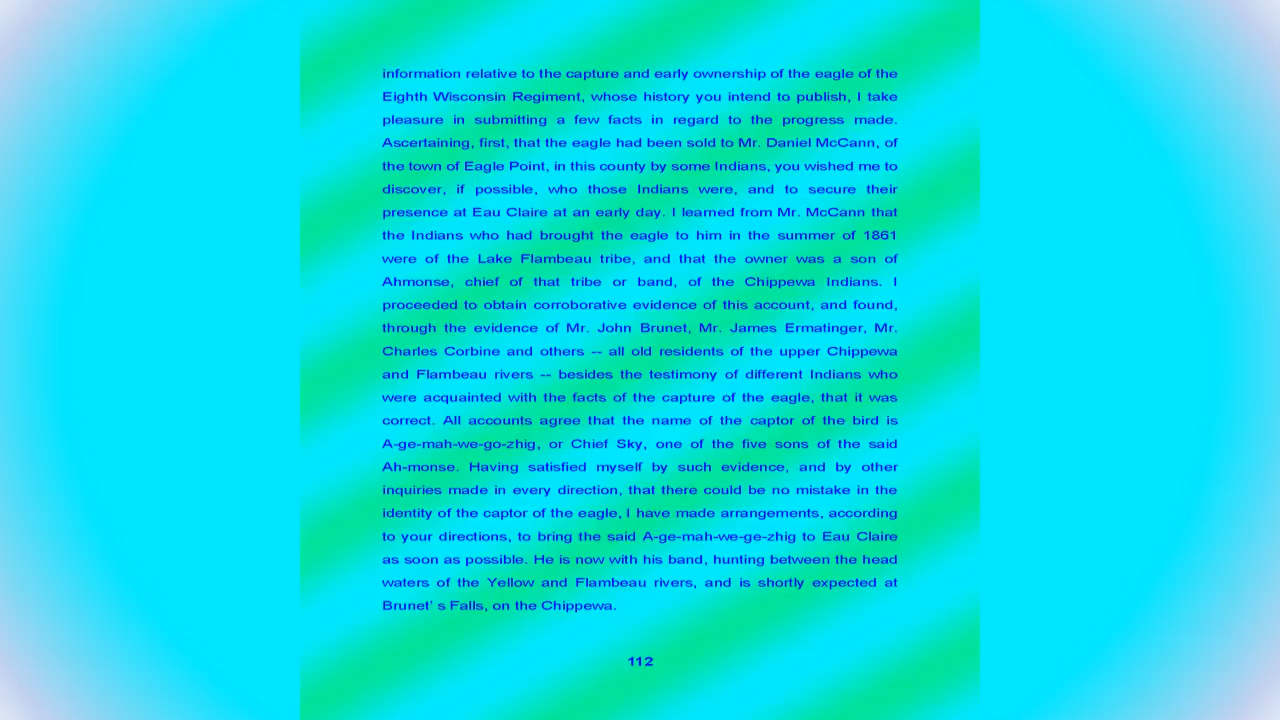 information relative to the capture and early ownership of the eagle of the
Eighth Wisconsin Regiment, whose history you intend to publish, I take
pleasure in submitting a few facts in regard to the progress made.
Ascertaining, first, that the eagle had been sold to Mr. Daniel McCann, of
the town of Eagle Point, in this county by some Indians, you wished me to
discover, if possible, who those Indians were, and to secure their
presence at Eau Claire at an early day. I learned from Mr. McCann that
the Indians who had brought the eagle to him in the summer of 1861
were of the Lake Flambeau tribe, and that the owner was a son of
Ahmonse, chief of that tribe or band, of the Chippewa Indians. I
proceeded to obtain corroborative evidence of this account, and found,
through the evidence of Mr. John Brunet, Mr. James Ermatinger, Mr.
Charles Corbine and others -- all old residents of the upper Chippewa
and Flambeau rivers -- besides the testimony of different Indians who
were acquainted with the facts of the capture of the eagle, that it was
correct. All accounts agree that the name of the captor of the bird is
A-ge-mah-we-go-zhig, or Chief Sky, one of the five sons of the said
Ah-monse. Having satisfied myself by such evidence, and by other
inquiries made in every direction, that there could be no mistake in the
identity of the captor of the eagle, I have made arrangements, according
to your directions, to bring the said A-ge-mah-we-ge-zhig to Eau Claire
as soon as possible. He is now with his band, hunting between the head
waters of the Yellow and Flambeau rivers, and is shortly expected at
Brunet' s Falls, on the Chippewa.
112